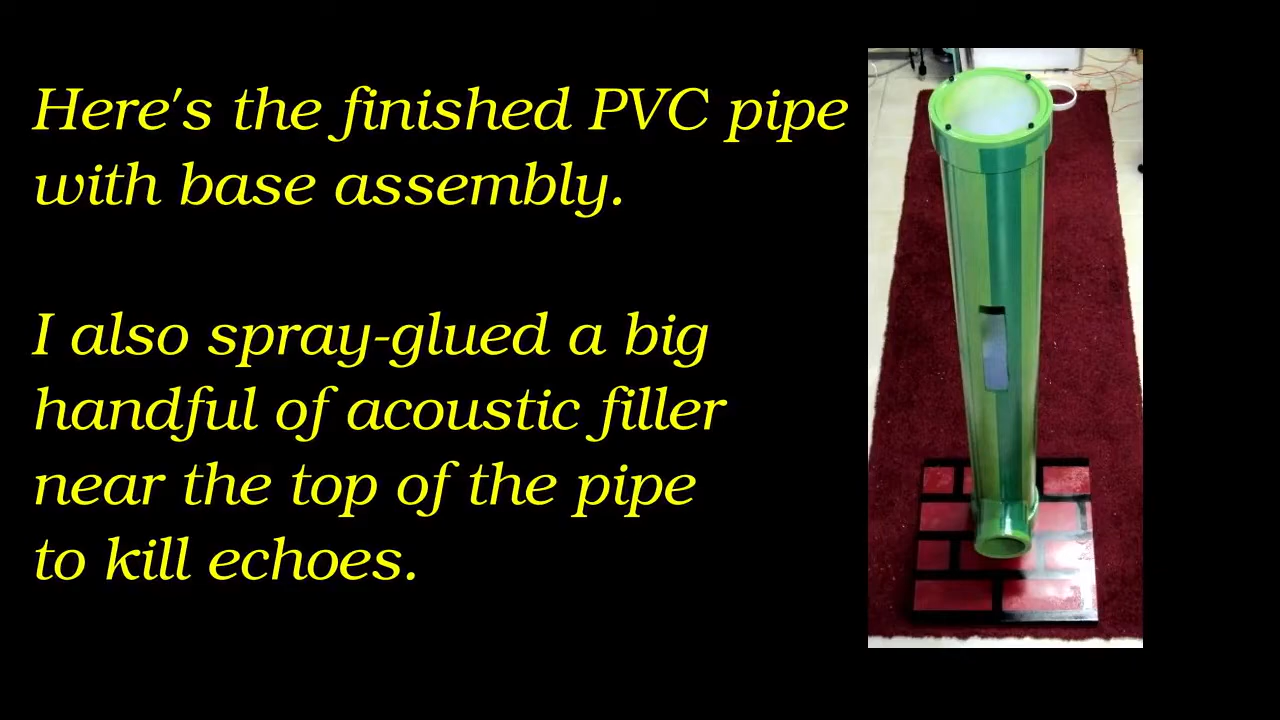 Here's the finished PVC pipe
with base assembly.
I also spray-glued a big
handful of acoustic filler
near the top of the pipe
to kill echoes.